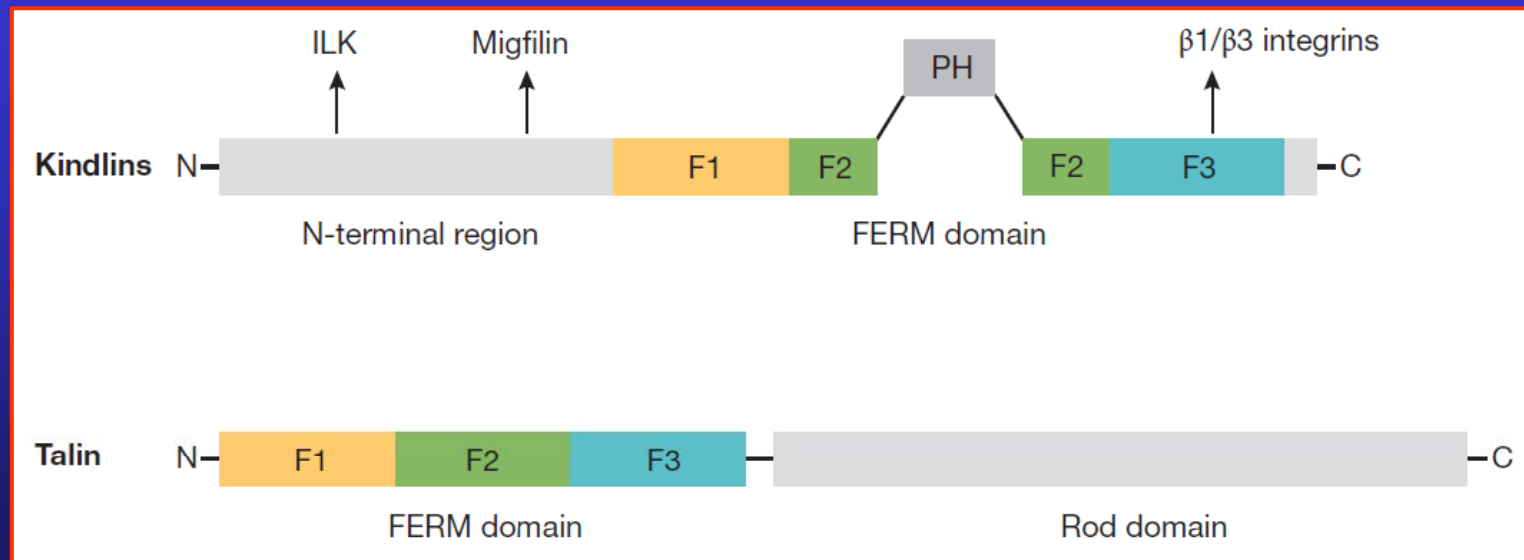 ILK Migfilin β1/β3 integrins
PH
Kindlins N F1 F2 F2 F3 C
N-terminal region FERM domain
Talin N F1 F2 F3 C
FERM domain Rod domain